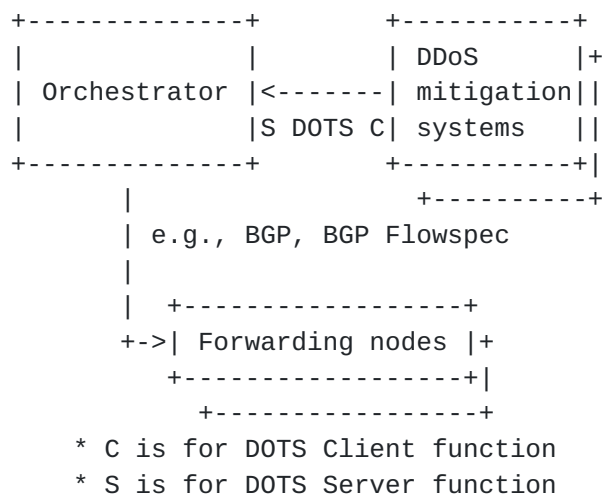 +--------------+        +-----------+
|              |        | DDoS      |+
| Orchestrator |<-------| mitigation||
|              |S DOTS C| systems   ||
+--------------+        +-----------+|
       |                 +----------+
       | e.g., BGP, BGP Flowspec
       |
       |  +------------------+
       +->| Forwarding nodes |+
          +------------------+|
            +-----------------+
    * C is for DOTS Client function
    * S is for DOTS Server function